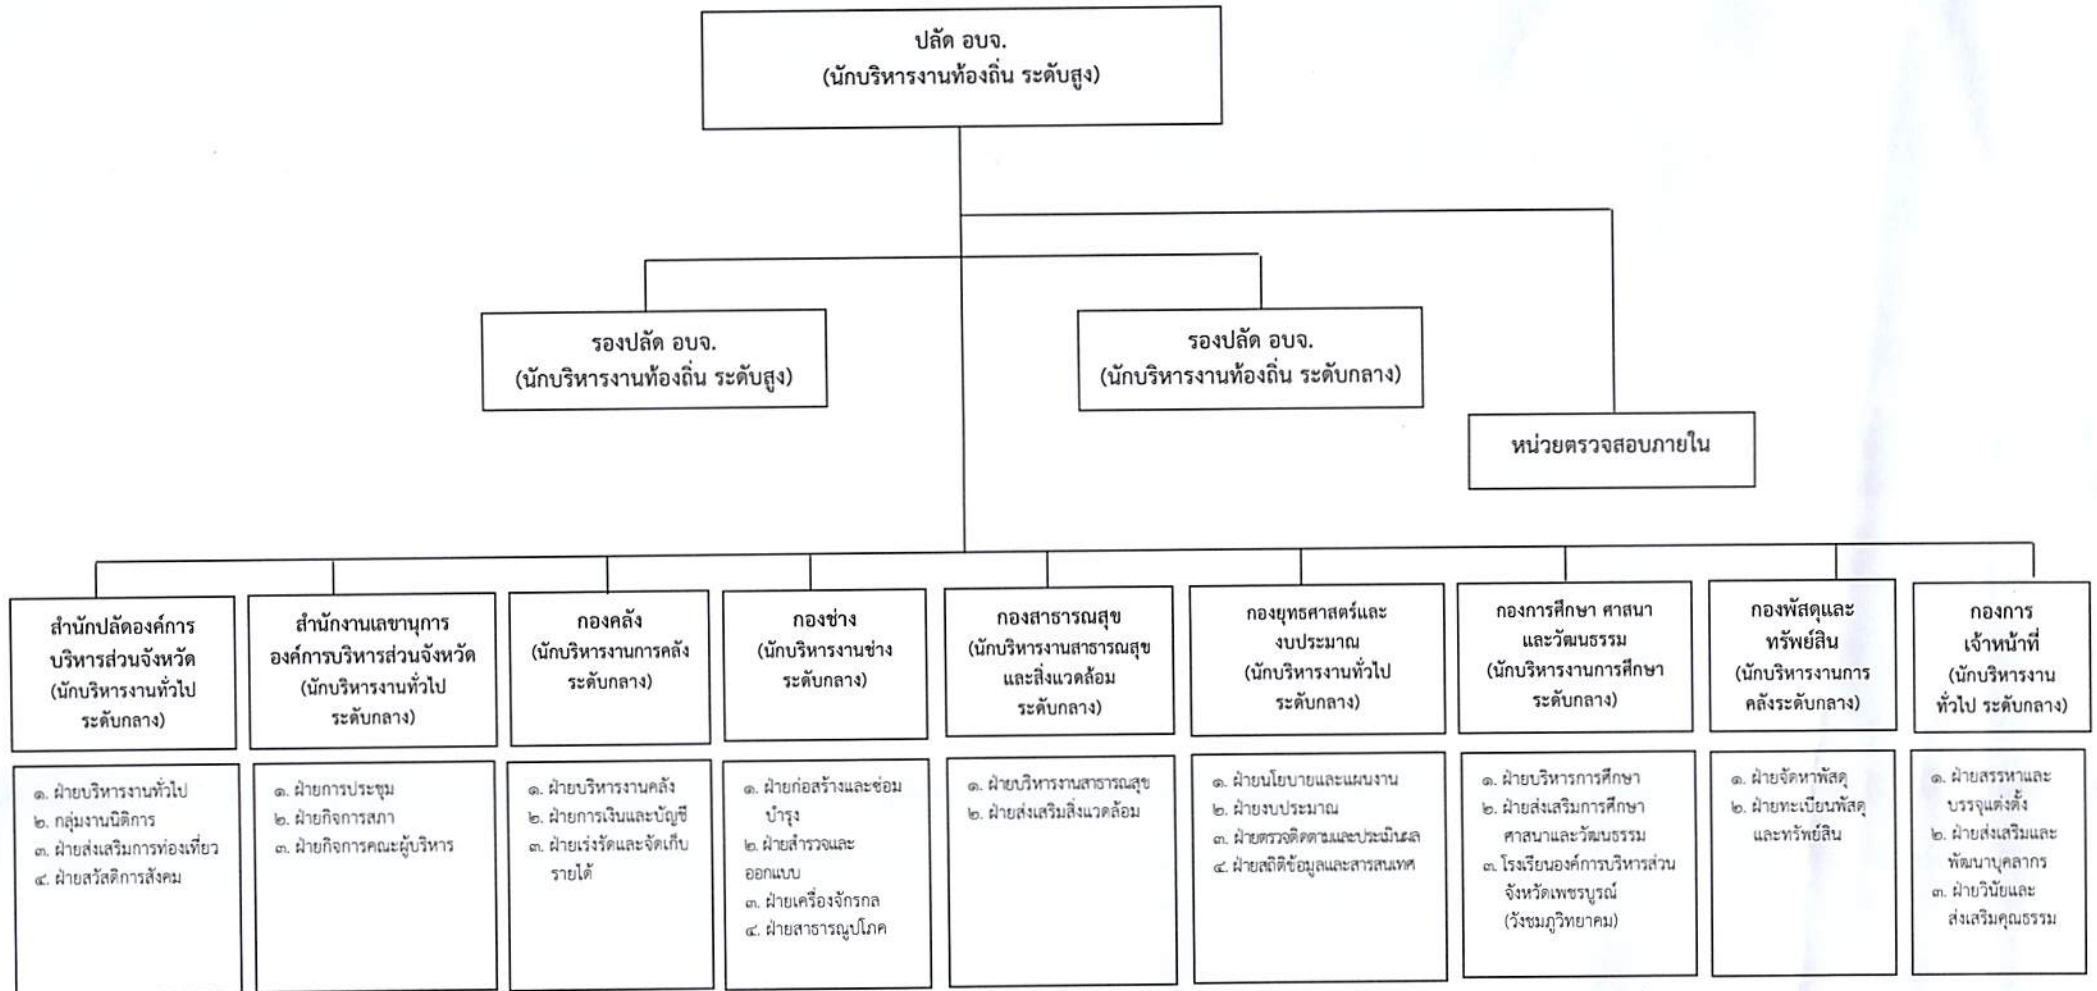 ปลัด อบจ.
(นักบริหารงานท้องถิ่น ระดับสูง)
รองปลัด อบจ.
(นักบริหารงานท้องถิ่น ระดับสูง)
รองปลัด อบจ.
(นักบริหารงานท้องถิ่น ระดับกลาง)
หน่วยตรวจสอบภายใน
สำนักปลัดองค์การ
บริหารส่วนจังหวัด
(นักบริหารงานทั่วไป
ระดับกลาง)
สำนักงานเลขานุการ
องค์การบริหารส่วนจังหวัด
(นักบริหารงานทั่วไป
ระดับกลาง)
กองคลัง
(นักบริหารงานการคลัง
ระดับกลาง)
กองช่าง
(นักบริหารงานช่าง
ระดับกลาง)
กองสาธารณสุข
(นักบริหารงานสาธารณสุข
และสิ่งแวดล้อม
ระดับกลาง)
กองยุทธศาสตร์และ
งบประมาณ
(นักบริหารงานทั่วไป
ระดับกลาง)
กองการศึกษา ศาสนา
และวัฒนธรรม
(นักบริหารงานการศึกษา
ระดับกลาง)
กองพัสดุและ
ทรัพย์สิน
(นักบริหารงานการ
คลังระดับกลาง)
กองการ
เจ้าหน้าที่
(นักบริหารงาน
ทั่วไป ระดับกลาง)
๑. ฝ่ายบริหารงานทั่วไป
๒. กลุ่มงานนิติการ
๓. ฝ่ายส่งเสริมการท่องเที่ยว
๔. ฝ่ายสวัสดิการสังคม
๑. ฝ่ายการประชุม
๒. ฝ่ายกิจการสภา
๓. ฝ่ายกิจการคณะผู้บริหาร
๑. ฝ่ายบริหารงานคลัง
๒. ฝ่ายการเงินและบัญชี
๓. ฝ่ายเร่งรัดและจัดเก็บ
รายได้
๑. ฝ่ายก่อสร้างและซ่อม
บำรุง
๒. ฝ่ายสำรวจและ
ออกแบบ
๓. ฝ่ายเครื่องจักรกล
๔. ฝ่ายสาธารณูปโภค
๑. ฝ่ายบริหารงานสาธารณสุข
๒. ฝ่ายส่งเสริมสิ่งแวดล้อม
๑. ฝ่ายนโยบายและแผนงาน
๒. ฝ่ายงบประมาณ
๓. ฝ่ายตรวจติดตามและประเมินผล
๔. ฝ่ายสถิติข้อมูลและสารสนเทศ
๑. ฝ่ายบริหารการศึกษา
๒. ฝ่ายส่งเสริมการศึกษา
ศาสนาและวัฒนธรรม
๓. โรงเรียนองค์การบริหารส่วน
จังหวัดเพชรบูรณ์
(วังชมภูวิทยาคม)
๑. ฝ่ายจัดหาพัสดุ
๒. ฝ่ายทะเบียนพัสดุ
และทรัพย์สิน
๑. ฝ่ายสรรหาและ
บรรจุแต่งตั้ง
๒. ฝ่ายส่งเสริมและ
พัฒนาบุคลากร
๓. ฝ่ายวินัยและ
ส่งเสริมคุณธรรม